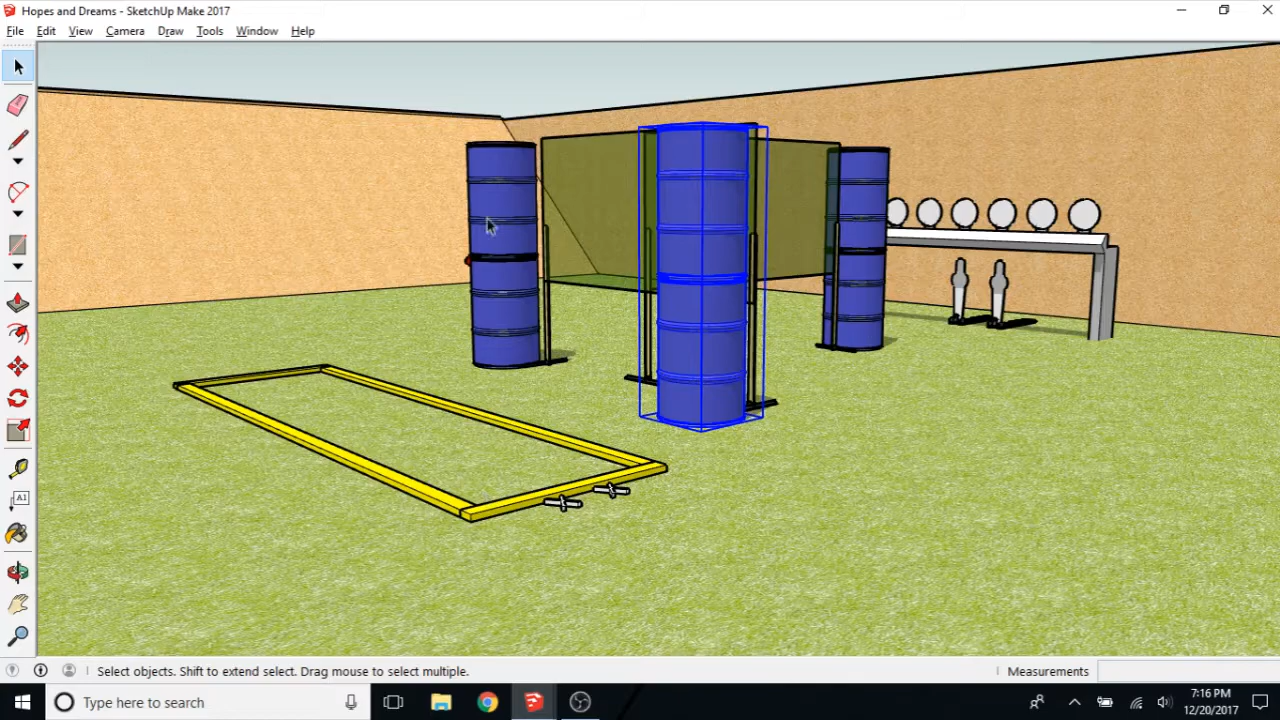 Hopes and Dreams - SketchUp Make 2017
File Edit View Camera Draw Tools Window Help
A1
Select objects. Shift to extend select. Drag mouse to select multiple.
Measurements
Type here to search
7:16 PM
12/20/2017